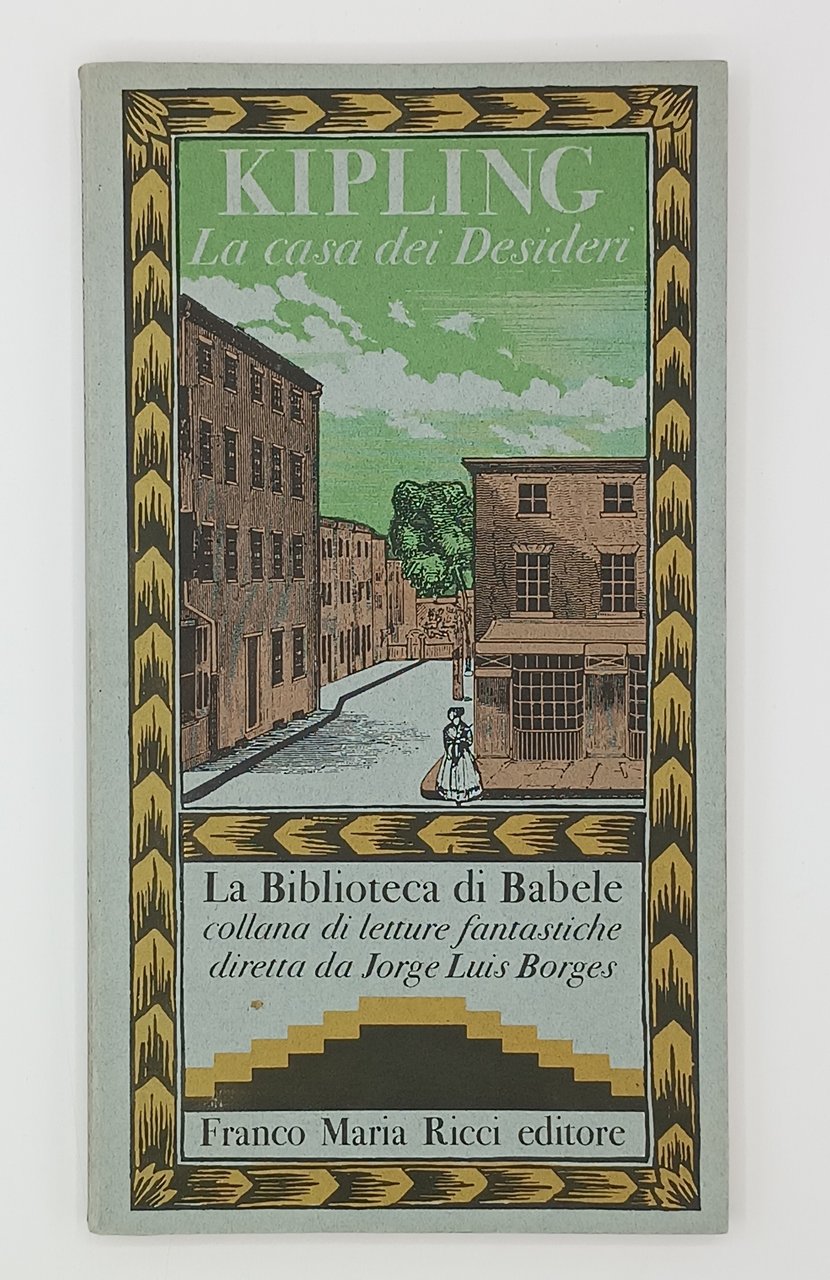 KIPLING
La casa dei Desideri
La Biblioteca di Babele
collana di letture fantastiche
diretta da Jorge Luis Borges
Franco Maria Ricci editore